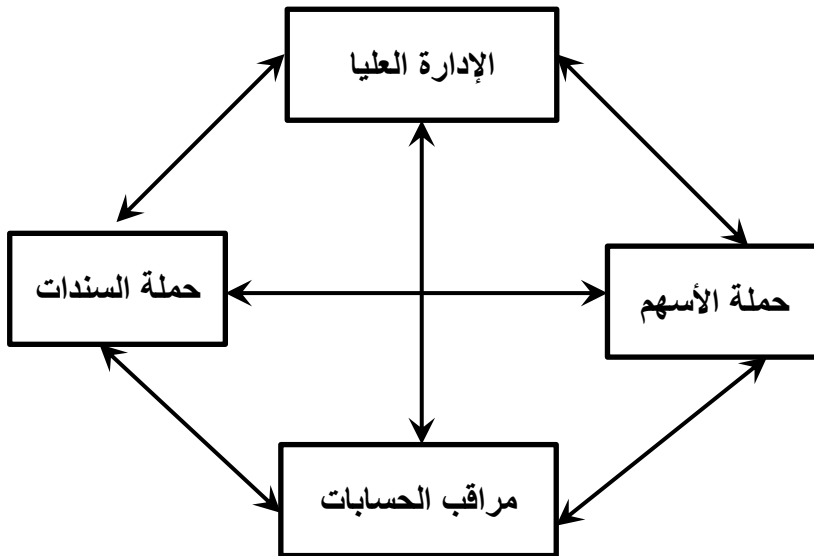 الإدارة العليا
حملة الأسهم
حملة السندات
مراقب الحسابات